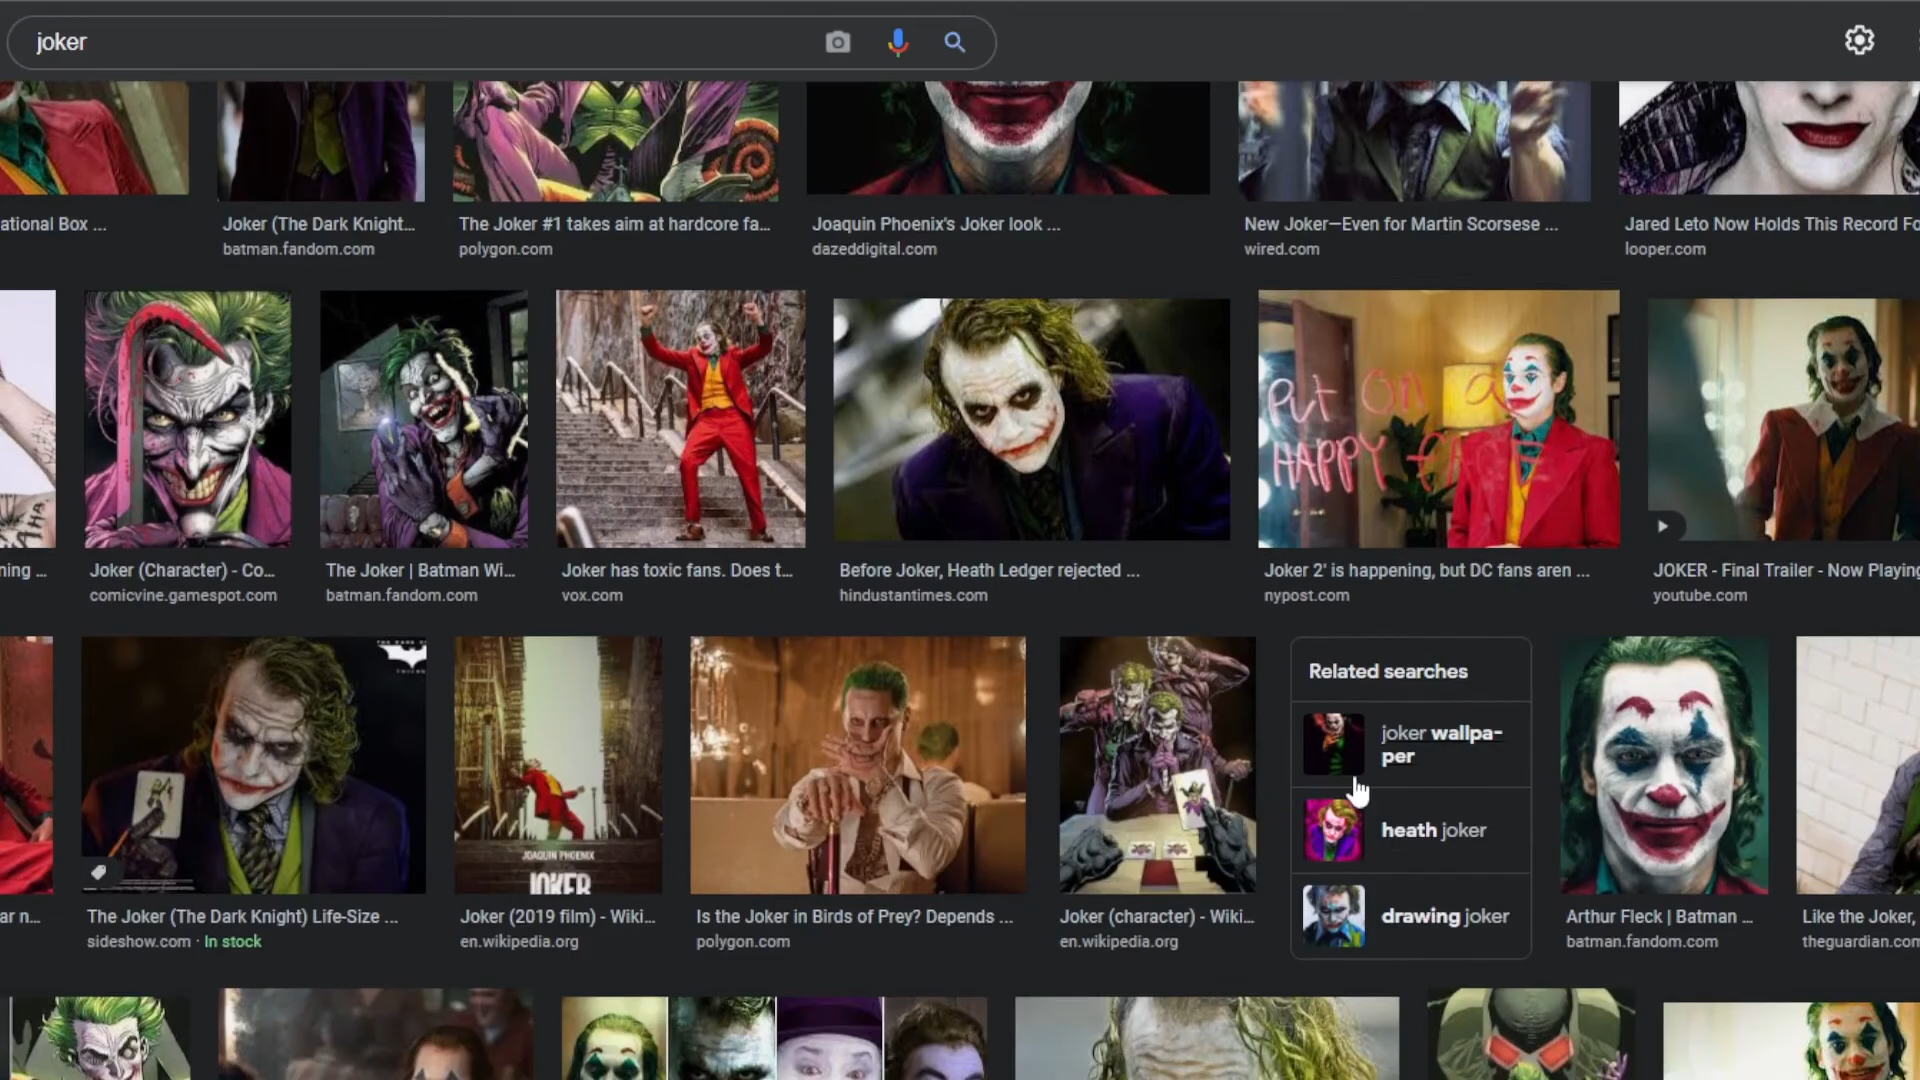 joker
ational Box ...
Joker (The Dark Knight...
The Joker #1 takes aim at hardcore fa...
Joaquin Phoenix's Joker look ...
New Joker—Even for Martin Scorsese ...
Jared Leto Now Holds This Record Fo
batman.fandom.com
polygon.com
dazeddigital.com
wired.com
looper.com
PUT ON a
HAPPY FACE
HAHA
ning ...
Joker (Character) - Co...
The Joker | Batman Wi...
Joker has toxic fans. Does t...
Before Joker, Heath Ledger rejected ...
Joker 2' is happening, but DC fans aren ...
JOKER - Final Trailer - Now Playing
comicvine.gamespot.com
batman.fandom.com
vox.com
hindustantimes.com
nypost.com
youtube.com
JOAQUIN PHOENIX
JOKER
Related searches
joker wallpa-
per
heath joker
drawing joker
ar n...
The Joker (The Dark Knight) Life-Size ...
Joker (2019 film) - Wiki...
Is the Joker in Birds of Prey? Depends ...
Joker (character) - Wiki...
Arthur Fleck | Batman ...
Like the Joker,
sideshow.com · In stock
en.wikipedia.org
polygon.com
en.wikipedia.org
batman.fandom.com
theguardian.com